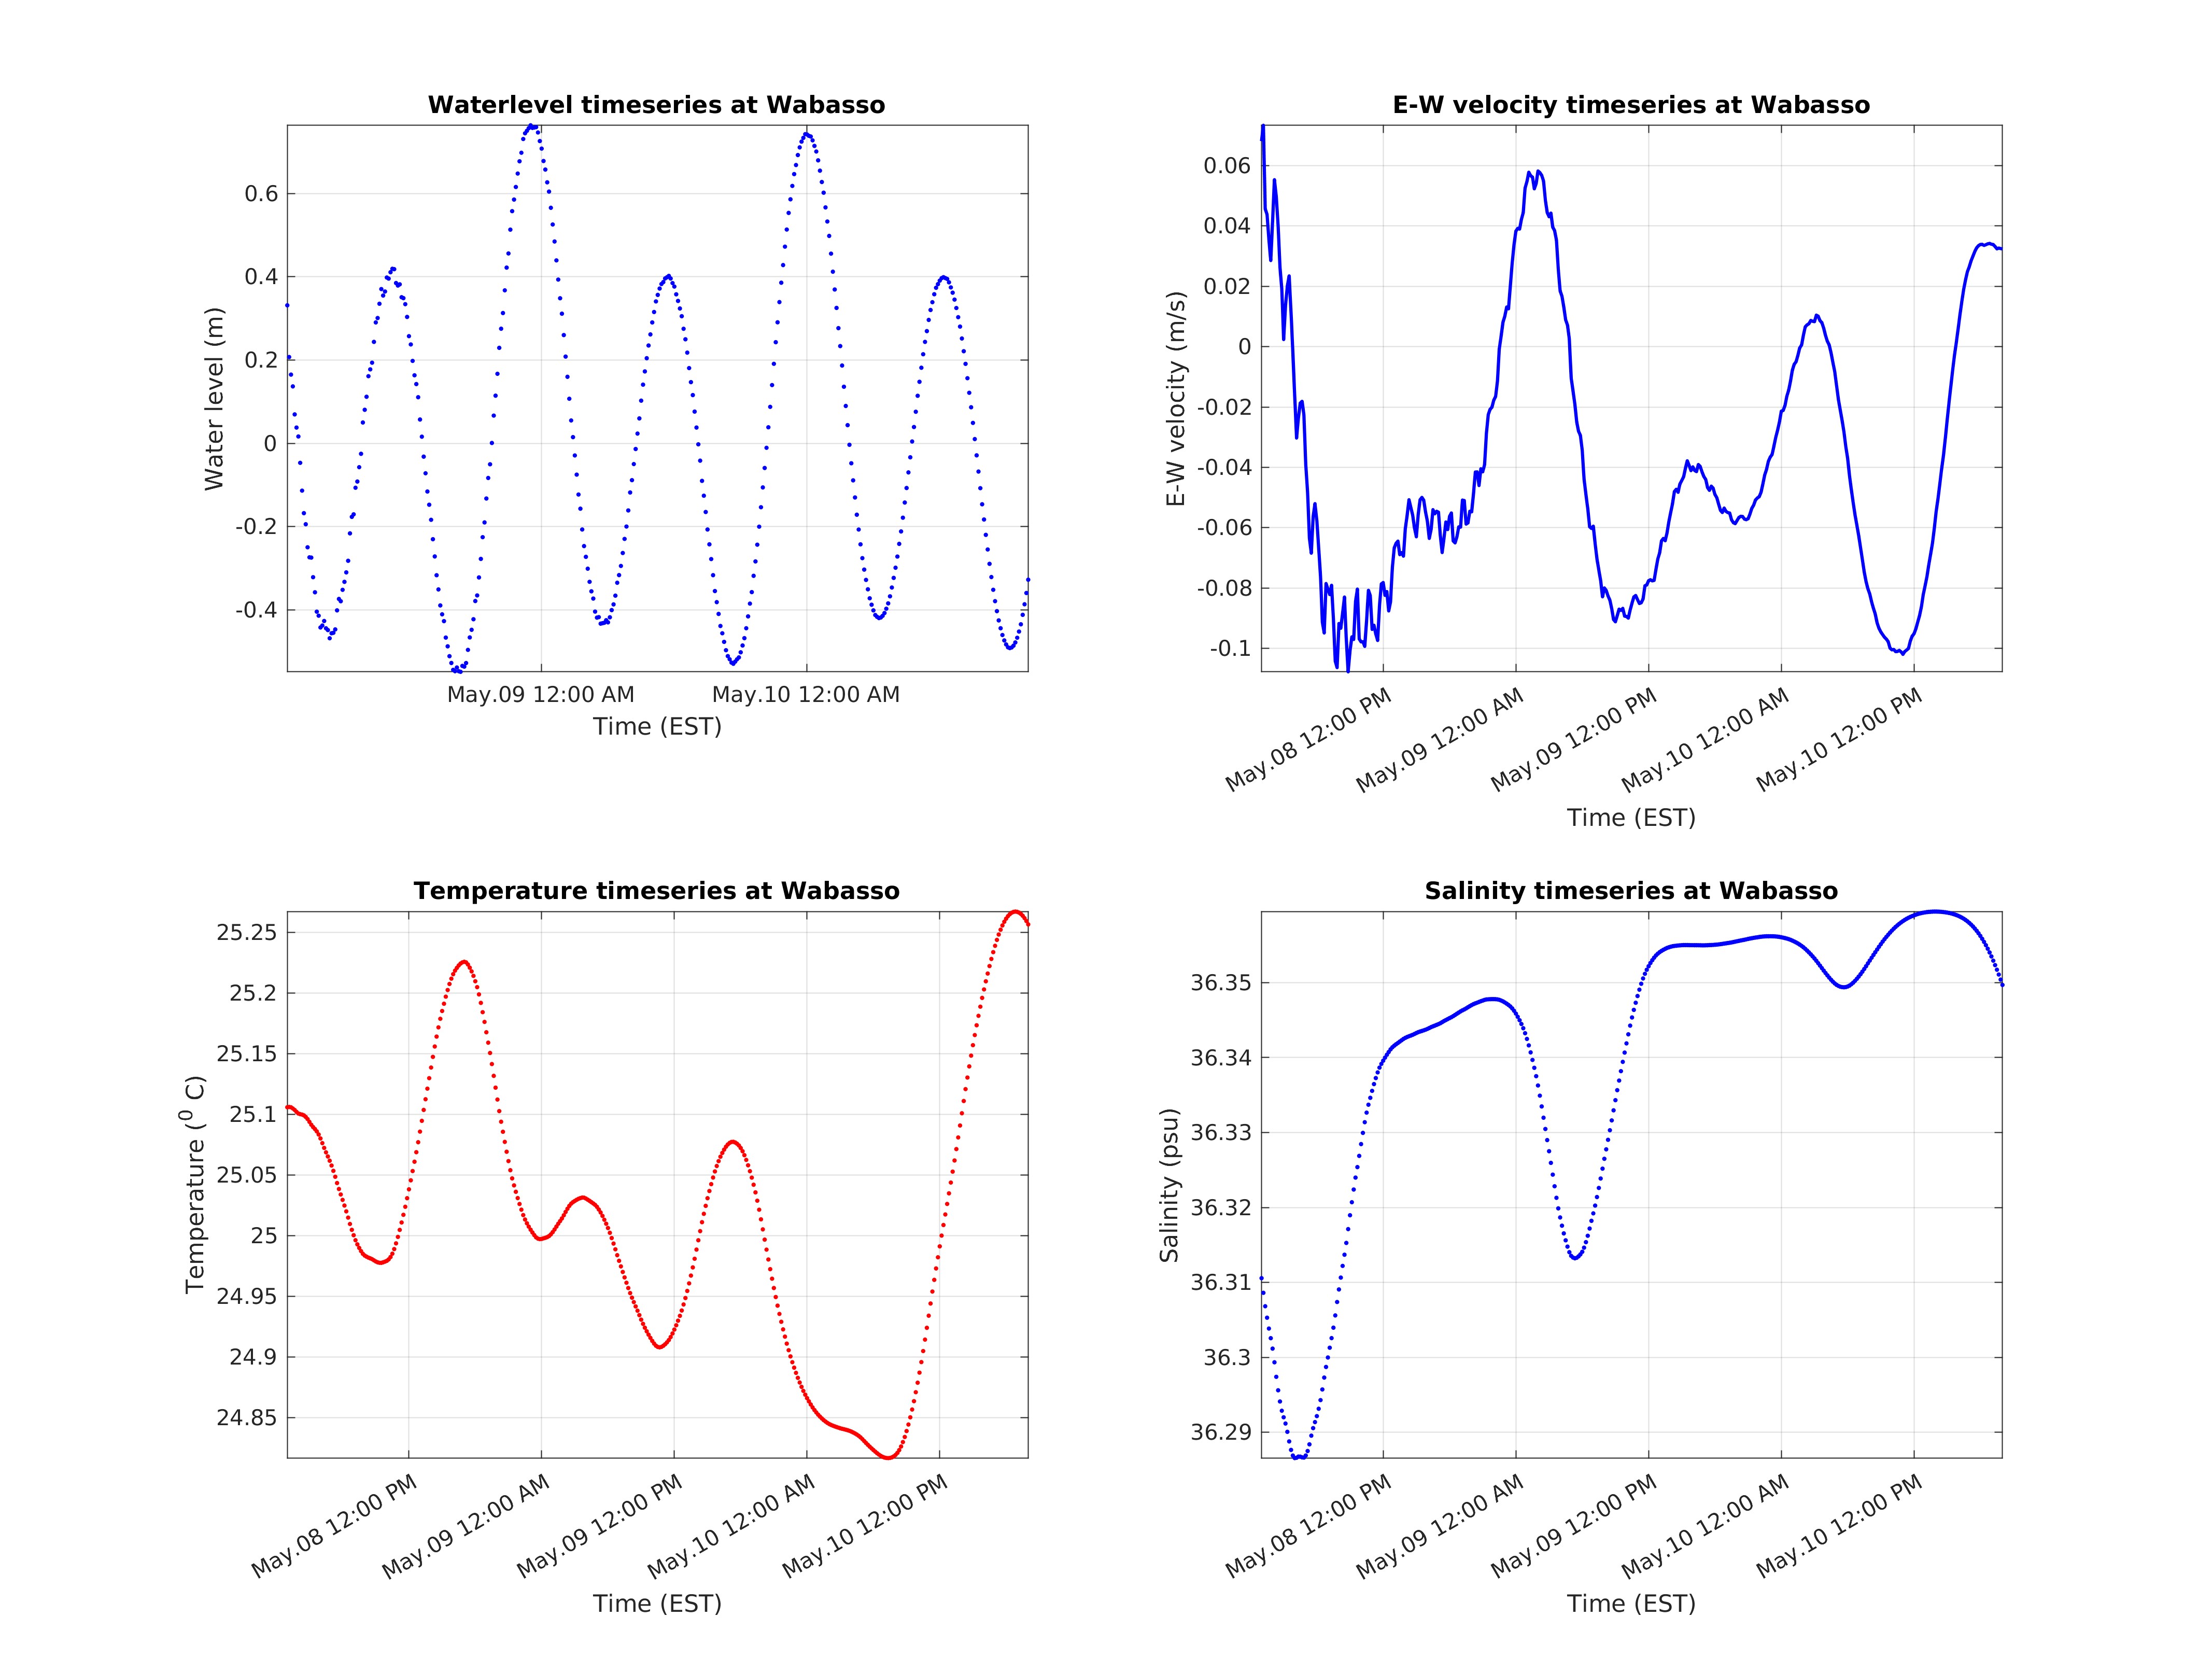 Waterlevel timeseries at Wabasso
Water level (m)
0.6
0.4
0.2
0
-0.2
-0.4
May.09 12:00 AM
May.10 12:00 AM
Time (EST)
E-W velocity timeseries at Wabasso
E-W velocity (m/s)
0.06
0.04
0.02
0
-0.02
-0.04
-0.06
-0.08
-0.1
May.08 12:00 PM
May.09 12:00 AM
May.09 12:00 PM
May.10 12:00 AM
May.10 12:00 PM
Time (EST)
Temperature timeseries at Wabasso
Temperature (⁰ C)
25.25
25.2
25.15
25.1
25.05
25
24.95
24.9
24.85
May.08 12:00 PM
May.09 12:00 AM
May.09 12:00 PM
May.10 12:00 AM
May.10 12:00 PM
Time (EST)
Salinity timeseries at Wabasso
Salinity (psu)
36.35
36.34
36.33
36.32
36.31
36.3
36.29
May.08 12:00 PM
May.09 12:00 AM
May.09 12:00 PM
May.10 12:00 AM
May.10 12:00 PM
Time (EST)